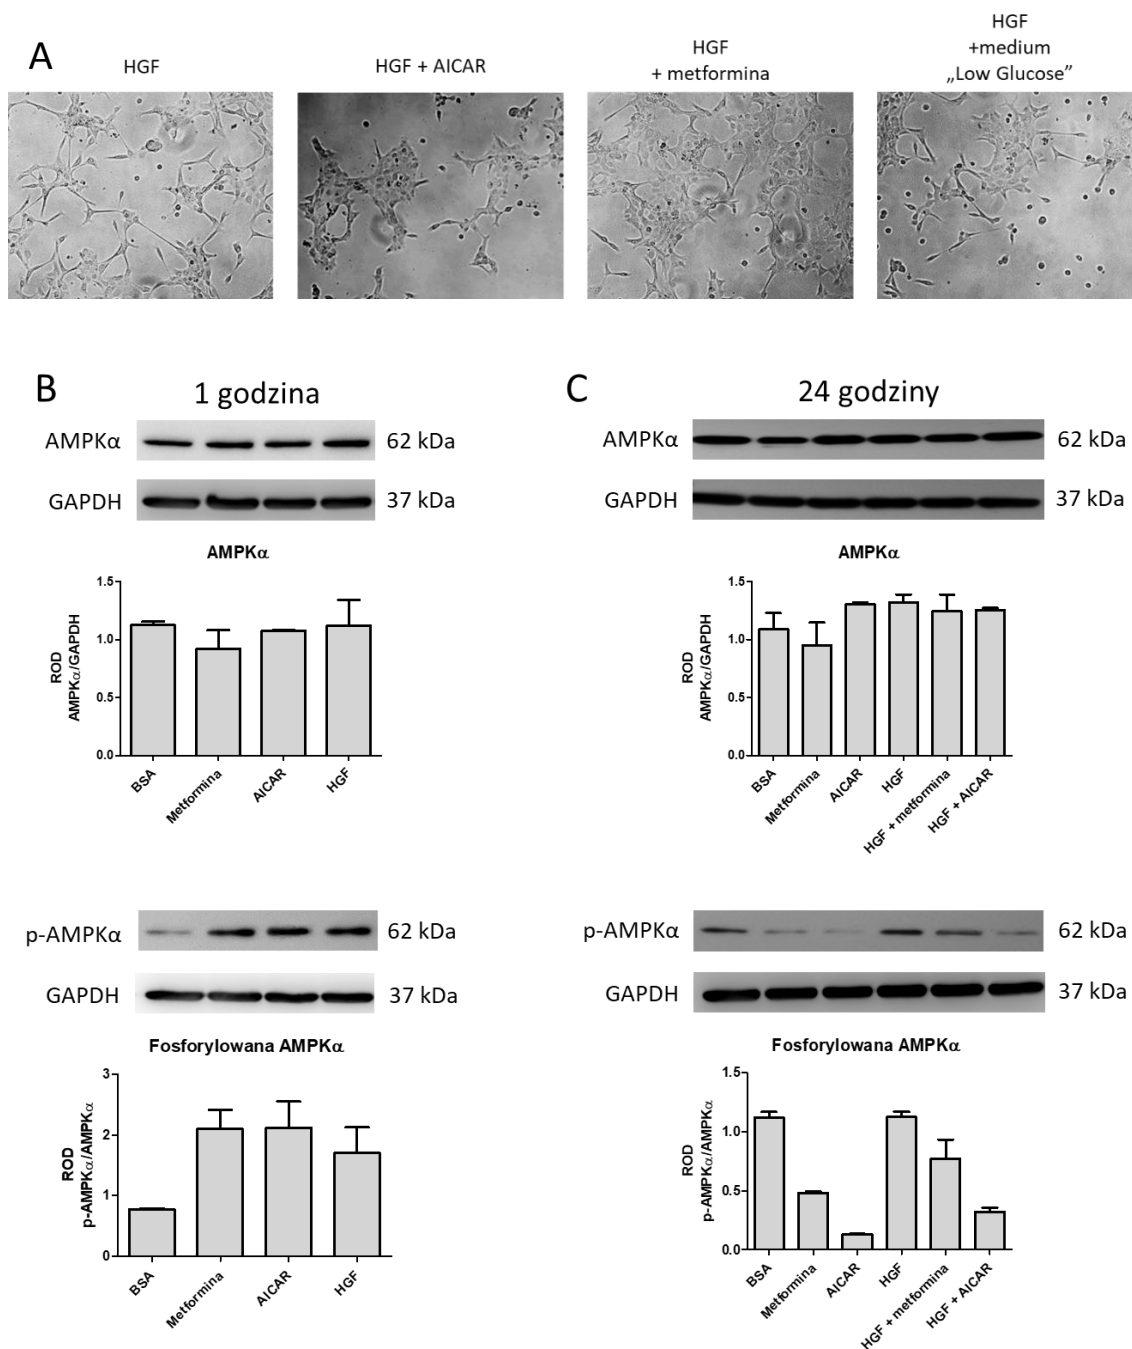 A
HGF
HGF + AICAR
HGF
+ metformina
HGF
+medium
„Low Glucose”
B
1 godzina
AMPKα
62 kDa
GAPDH
37 kDa
AMPKα
ROD
AMPKα/GAPDH
1.5
1.0
0.5
0.0
BSA
Metformina
AICAR
HGF
p-AMPKα
62 kDa
GAPDH
37 kDa
Fosforylowana AMPKα
ROD
p-AMPKα/AMPKα
3
2
1
0
BSA
Metformina
AICAR
HGF
C
24 godziny
AMPKα
62 kDa
GAPDH
37 kDa
AMPKα
ROD
AMPKα/GAPDH
1.5
1.0
0.5
0.0
BSA
Metformina
AICAR
HGF
HGF + metformina
HGF + AICAR
p-AMPKα
62 kDa
GAPDH
37 kDa
Fosforylowana AMPKα
ROD
p-AMPKα/AMPKα
1.5
1.0
0.5
0.0
BSA
Metformina
AICAR
HGF
HGF + metformina
HGF + AICAR